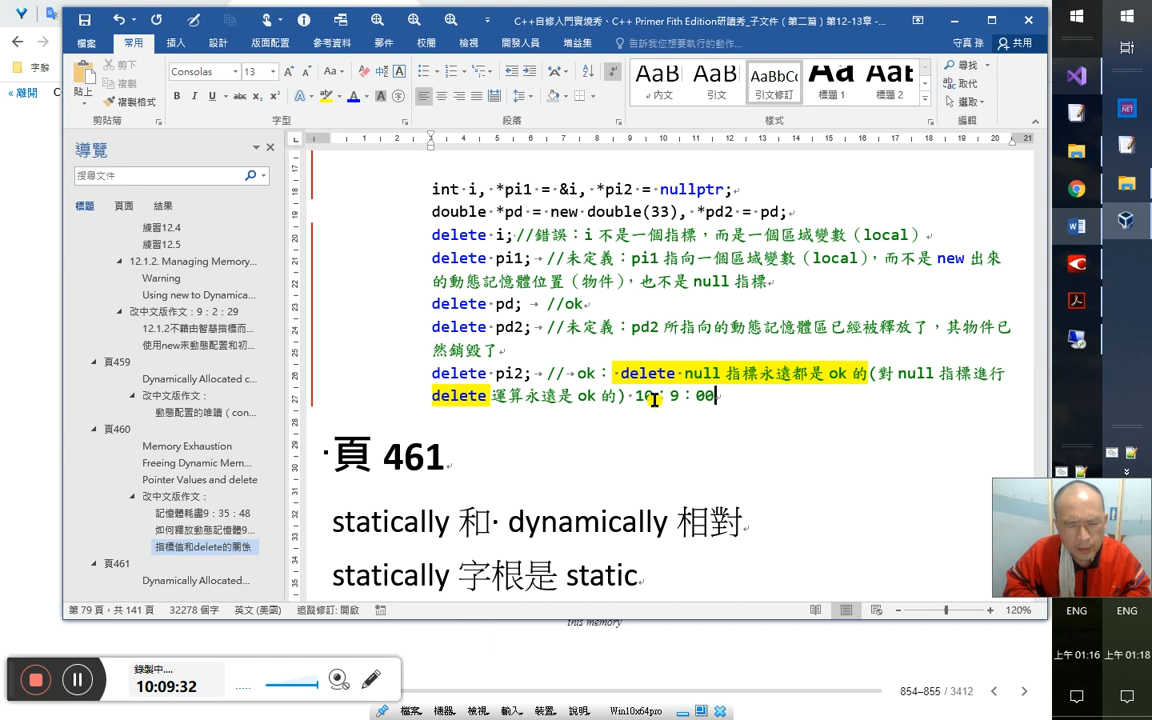 C++自修入門實境秀、C++ Primer Fith Edition研讀秀_子文件（第二篇）第12-13章 - ...
檔案 常用 插入 設計 版面配置 參考資料 郵件 校閱 檢視 開發人員 增益集 告訴我您想要執行的動作... 守真 孫 共用
字齡
« 離開
貼上
剪下
複製
複製格式
剪貼簿
Consolas 13
字型
段落
AaBb( AaBb( AaBbCc AaBb AaBb(
內文 引文 引文修訂 標題 1 標題 2
樣式
尋找
取代
選取
編輯
導覽
搜尋文件
標題 頁面 結果
練習12.4
練習12.5
12.1.2. Managing Memory...
Warning
Using new to Dynamica...
改中文版作文：9：2：29
12.1.2不藉由智慧指標而...
使用new來動態配置和初...
頁459
Dynamically Allocated c...
改中文版作文：
動態配置的唯讀（con...
頁460
Memory Exhaustion
Freeing Dynamic Mem...
Pointer Values and delete
改中文版作文：
記憶體耗盡9：35：48
如何釋放動態記憶體9...
指標值和delete的關係
頁461
Dynamically Allocated...
int i, *pi1 = &i, *pi2 = nullptr;
double *pd = new double(33), *pd2 = pd;
delete i;//錯誤：i 不是一個指標，而是一個區域變數（local）
delete pi1; //未定義：pi1 指向一個區域變數（local），而不是 new 出來
的動態記憶體位置（物件），也不是 null 指標
delete pd; //ok
delete pd2; //未定義：pd2 所指向的動態記憶體區已經被釋放了，其物件已
然銷毀了
delete pi2; // ok： delete null 指標永遠都是 ok 的(對 null 指標進行
delete 運算永遠是 ok 的) 10：9：00
頁 461
statically 和 dynamically 相對
statically 字根是 static
第 79 頁，共 141 頁 32278 個字 英文 (美國) 追蹤修訂: 開啟 120%
this memory
錄製中....
10:09:32
854–855 / 3412
檔案 機器 檢視 輸入 裝置 說明 Win10x64pro
ENG ENG
上午 01:16 上午 01:18